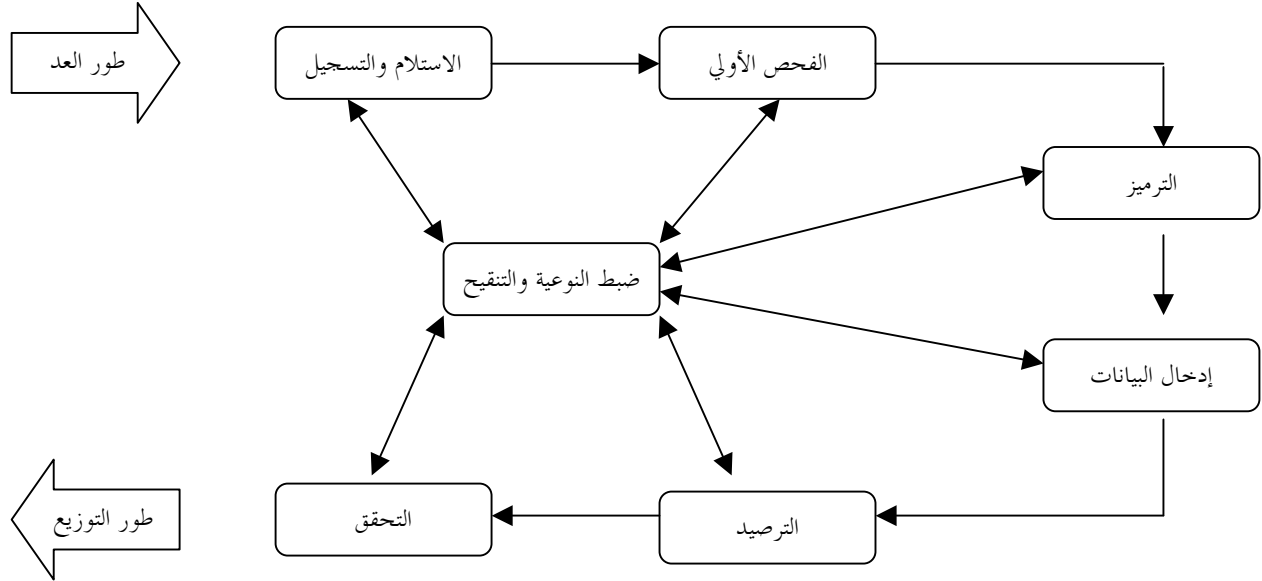 طور العد
الاستلام والتسجيل
الفحص الأولي
الترميز
ضبط النوعية والتنقيح
إدخال البيانات
الترصيد
التحقق
طور التوزيع